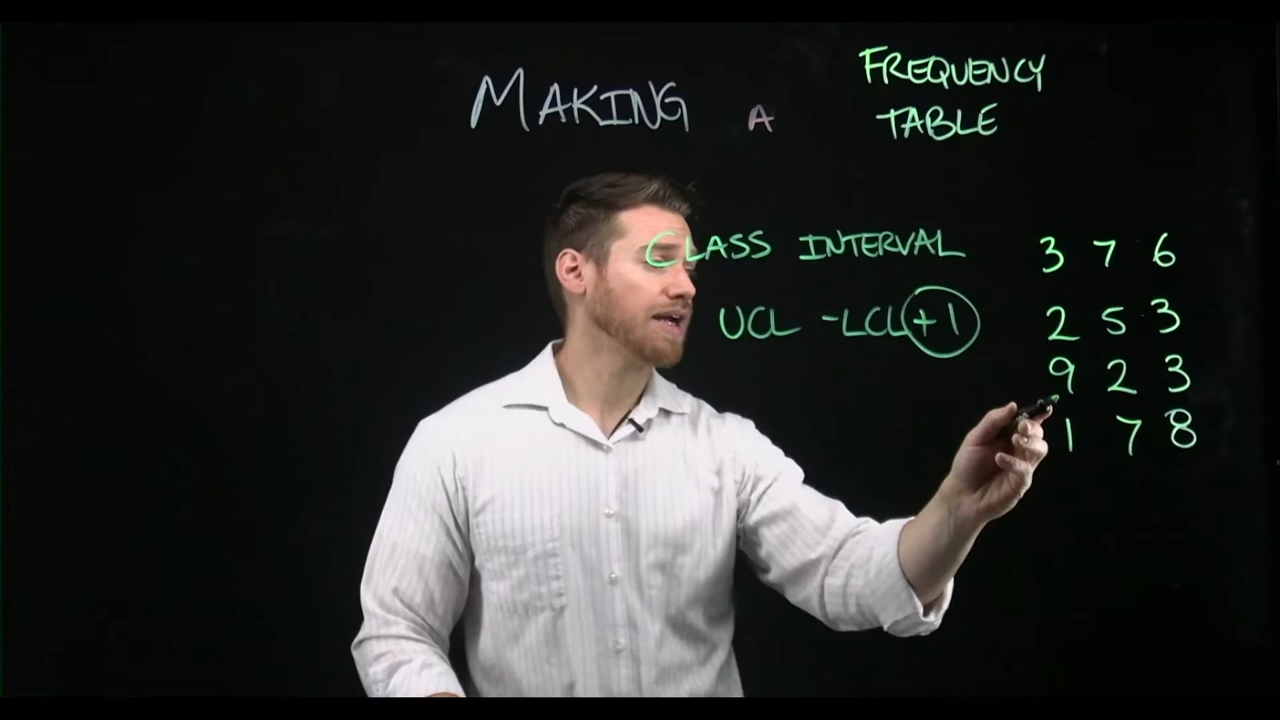 MAKING A FREQUENCY
TABLE
CLASS INTERVAL
UCL -LCL+1
3 7 6
2 5 3
9 2 3
1 7 8